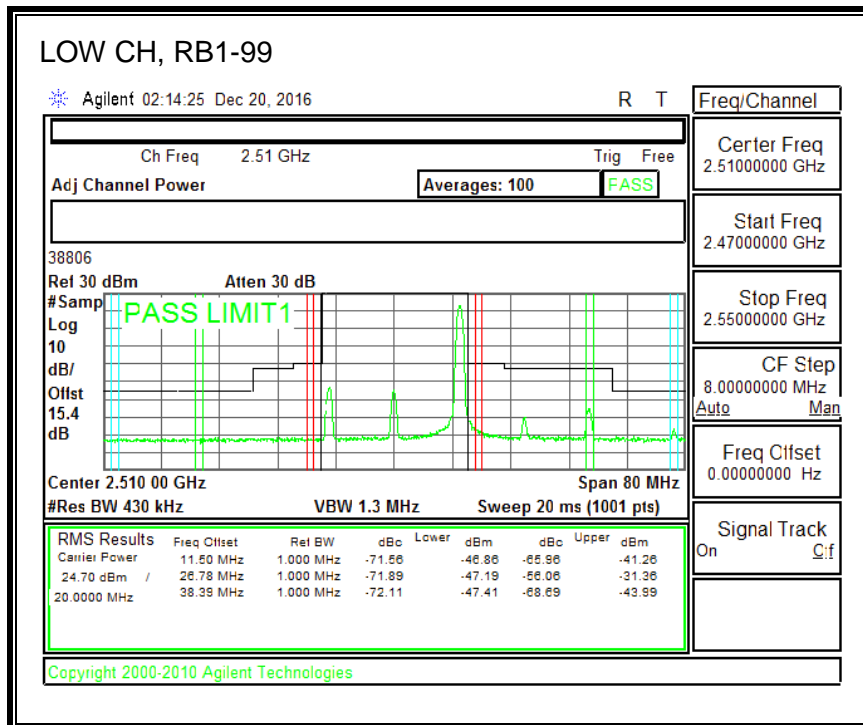 LOW CH, RB1-99
Agilent 02:14:25 Dec 20, 2016 R T
Freq/Channel
Ch Freq 2.51 GHz Trig Free
Adj Channel Power Averages: 100 PASS
Center Freq
2.51000000 GHz
Start Freq
2.47000000 GHz
Stop Freq
2.55000000 GHz
CF Step
8.00000000 MHz
Auto Man
Freq Offset
0.00000000 Hz
Signal Track
On Off
38806
Ref 30 dBm Atten 30 dB
#Samp
Log
10
dB/
Offst
15.4
dB
PASS LIMIT1
Center 2.510 00 GHz Span 80 MHz
#Res BW 430 kHz VBW 1.3 MHz Sweep 20 ms (1001 pts)
RMS Results Freq Offset Ref BW dBc Lower dBm dBc Upper dBm
Carrier Power 11.50 MHz 1.000 MHz -71.56 -46.86 -65.96 -41.26
24.70 dBm / 26.78 MHz 1.000 MHz -71.89 -47.19 -56.06 -31.36
20.0000 MHz 38.39 MHz 1.000 MHz -72.11 -47.41 -68.69 -43.99
Copyright 2000-2010 Agilent Technologies